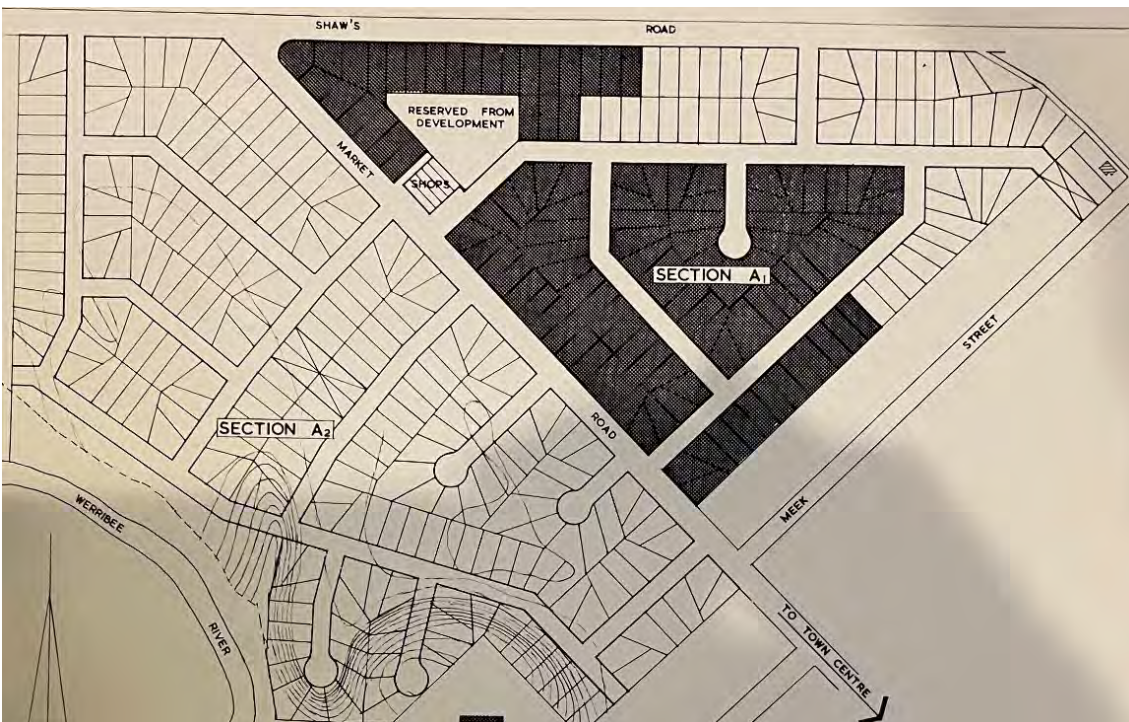 SHAW'S ROAD
RESERVED FROM
DEVELOPMENT
MARKET
SHOPS
SECTION A1
STREET
ROAD
SECTION A2
WERRIBEE
MEEK
RIVER
TO TOWN CENTRE